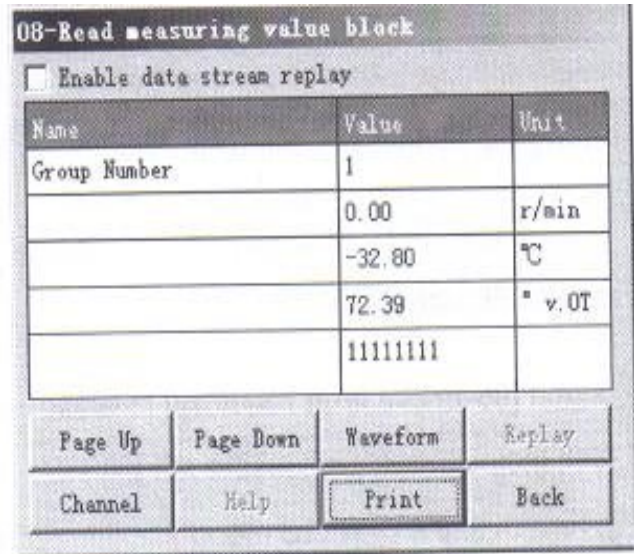 08-Read measuring value block
Enable data stream replay
Name Value Unit
Group Number 1
0.00 r/min
-32.80 °C
72.39 ° v.OT
11111111
Page Up Page Down Waveform Replay
Channel Help Print Back